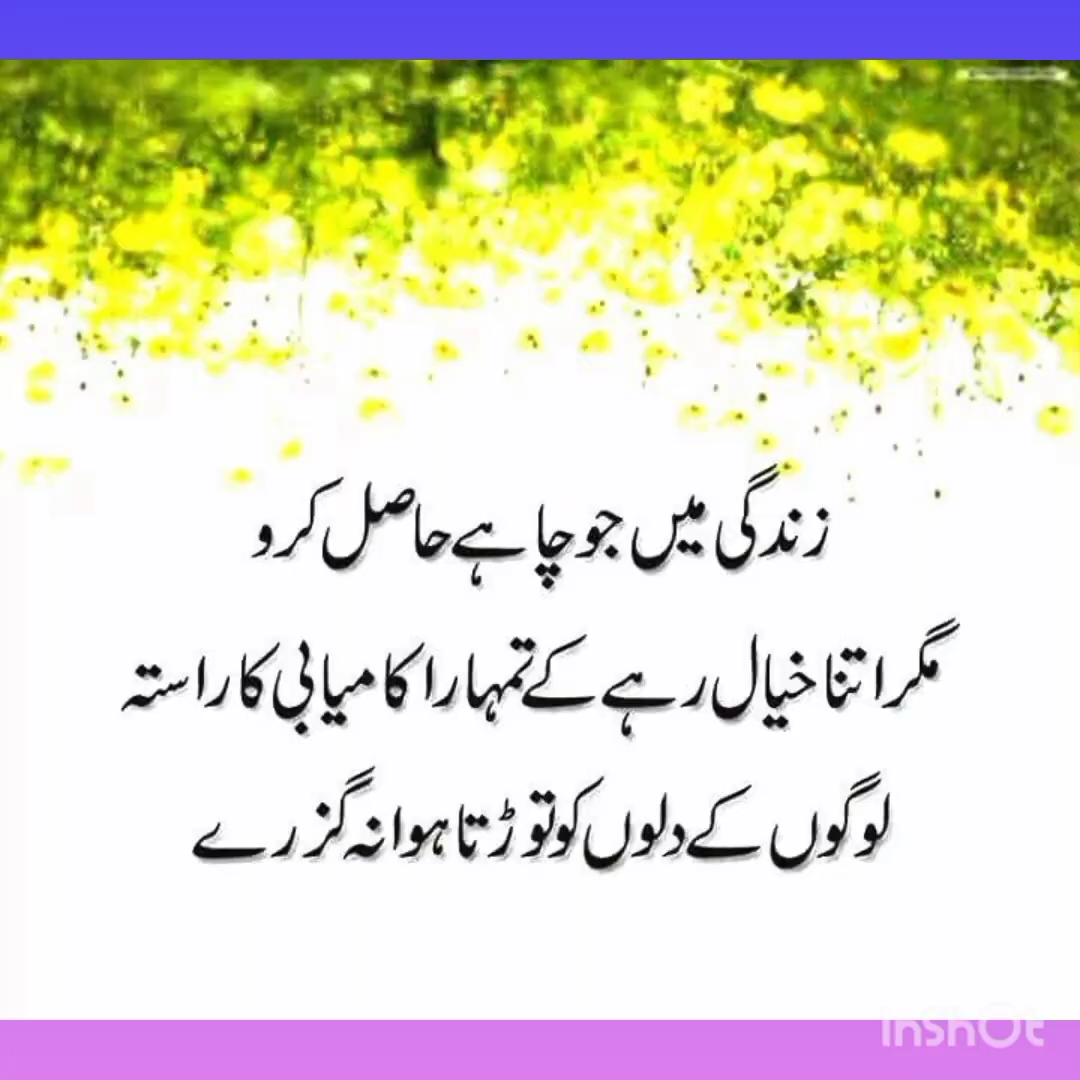 زندگی میں جو چاہے حاصل کرو
مگر اتنا خیال رہے کے تمہارا کامیابی کا راستہ
لوگوں کے دلوں کو توڑتا ہوا نہ گزرے
InShOt